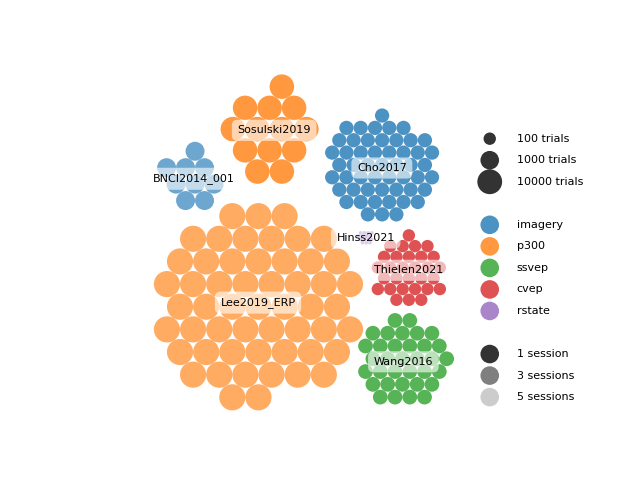 Sosulski2019
Cho2017
BNCI2014_001
Hinss2021
Thielen2021
Lee2019_ERP
Wang2016
100 trials
1000 trials
10000 trials
imagery
p300
ssvep
cvep
rstate
1 session
3 sessions
5 sessions